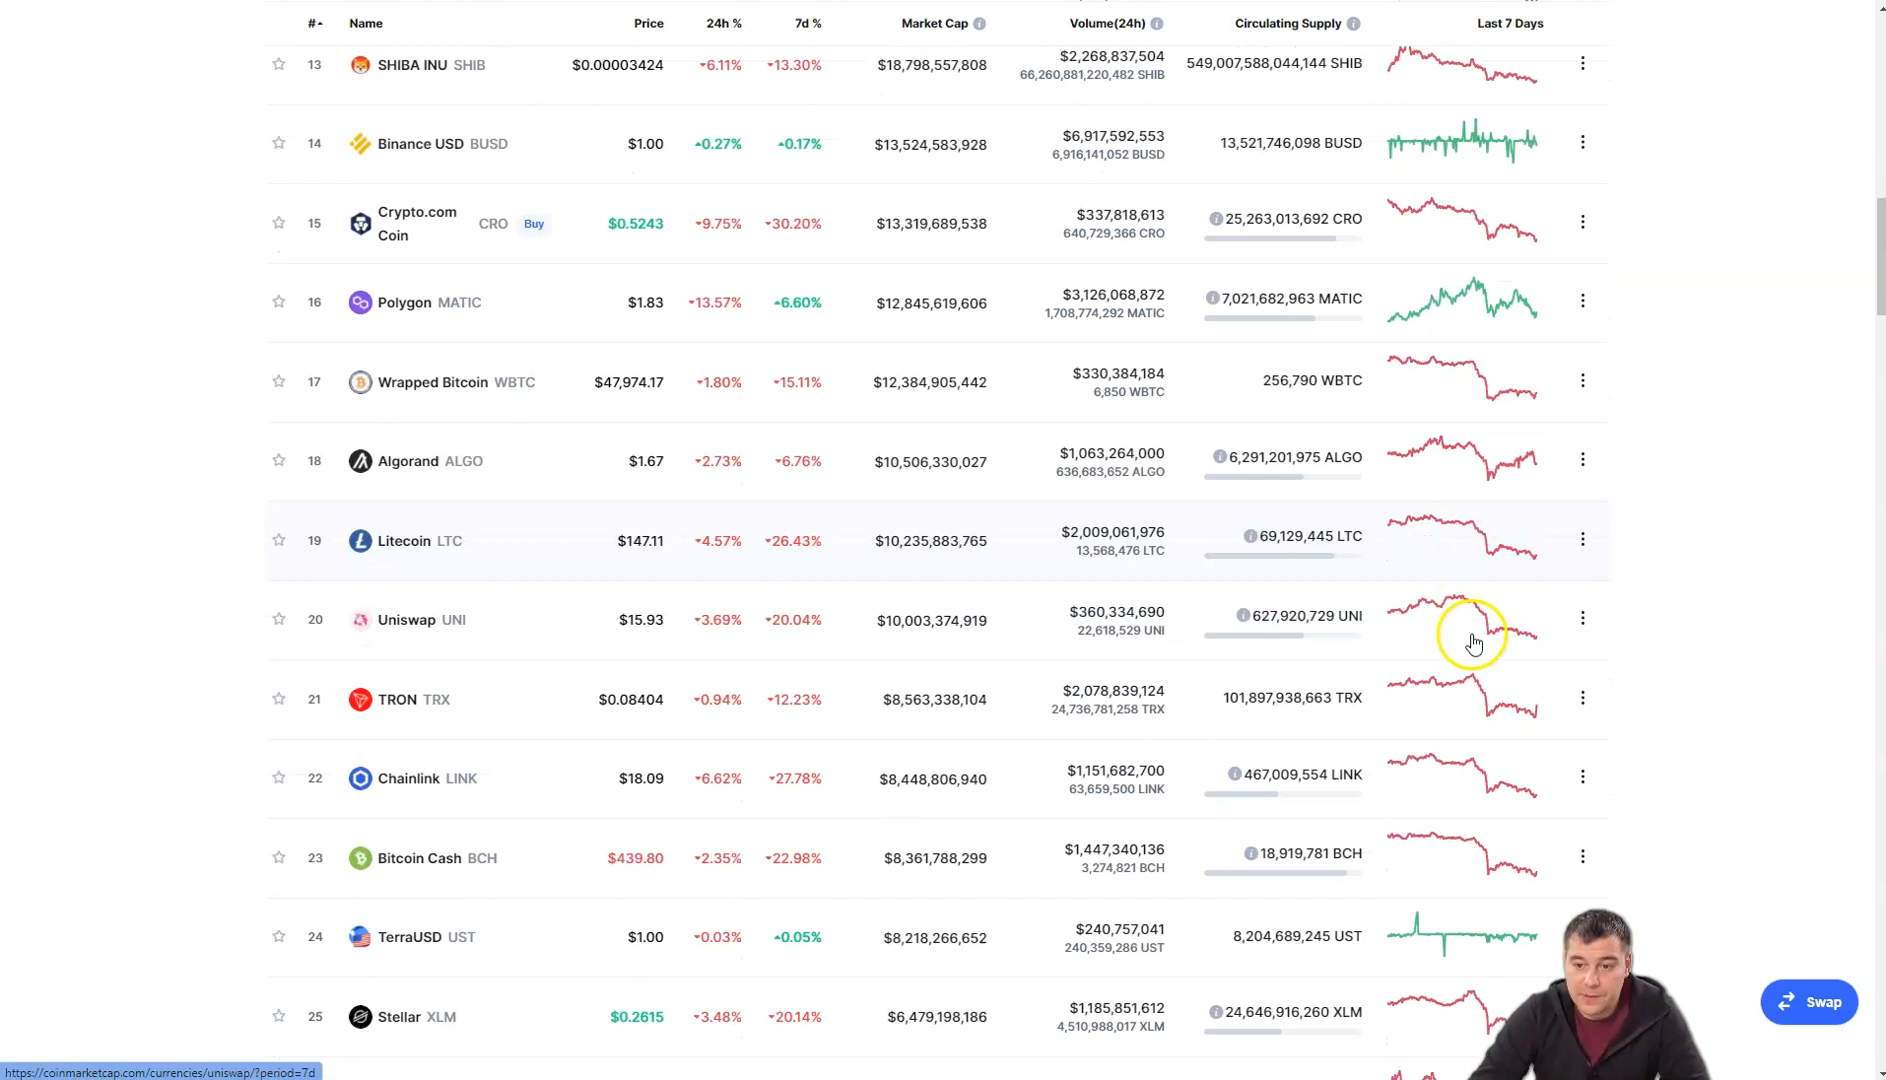 # Name Price 24h % 7d % Market Cap Volume(24h) Circulating Supply Last 7 Days
13 SHIBA INU SHIB $0.00003424 6.11% 13.30% $18,798,557,808 $2,268,837,504 549,007,588,044,144 SHIB
66,260,881,220,482 SHIB
14 Binance USD BUSD $1.00 0.27% 0.17% $13,524,583,928 $6,917,592,553 13,521,746,098 BUSD
6,916,141,052 BUSD
15 Crypto.com Coin CRO Buy $0.5243 9.75% 30.20% $13,319,689,538 $337,818,613 25,263,013,692 CRO
640,729,366 CRO
16 Polygon MATIC $1.83 13.57% 6.60% $12,845,619,606 $3,126,068,872 7,021,682,963 MATIC
1,708,774,292 MATIC
17 Wrapped Bitcoin WBTC $47,974.17 1.80% 15.11% $12,384,905,442 $330,384,184 256,790 WBTC
6,850 WBTC
18 Algorand ALGO $1.67 2.73% 6.76% $10,506,330,027 $1,063,264,000 6,291,201,975 ALGO
636,683,652 ALGO
19 Litecoin LTC $147.11 4.57% 26.43% $10,235,883,765 $2,009,061,976 69,129,445 LTC
13,568,476 LTC
20 Uniswap UNI $15.93 3.69% 20.04% $10,003,374,919 $360,334,690 627,920,729 UNI
22,618,529 UNI
21 TRON TRX $0.08404 0.94% 12.23% $8,563,338,104 $2,078,839,124 101,897,938,663 TRX
24,736,781,258 TRX
22 Chainlink LINK $18.09 6.62% 27.78% $8,448,806,940 $1,151,682,700 467,009,554 LINK
63,659,500 LINK
23 Bitcoin Cash BCH $439.80 2.35% 22.98% $8,361,788,299 $1,447,340,136 18,919,781 BCH
3,274,821 BCH
24 TerraUSD UST $1.00 0.03% 0.05% $8,218,266,652 $240,757,041 8,204,689,245 UST
240,359,286 UST
25 Stellar XLM $0.2615 3.48% 20.14% $6,479,198,186 $1,185,851,612 24,646,916,260 XLM
4,510,988,017 XLM
Swap
https://coinmarketcap.com/currencies/uniswap/?period=7d